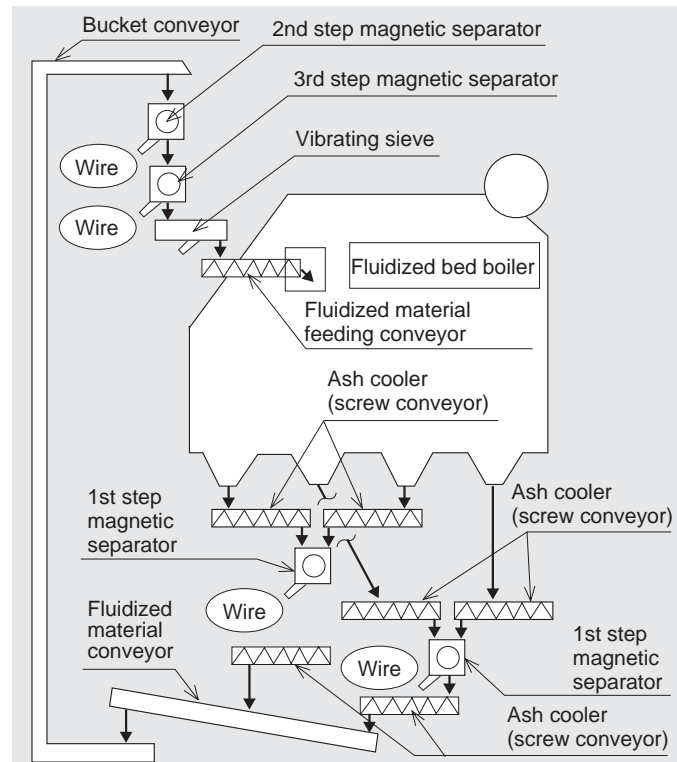 Bucket conveyor
2nd step magnetic separator
3rd step magnetic separator
Vibrating sieve
Wire
Wire
Fluidized bed boiler
Fluidized material
feeding conveyor
Ash cooler
(screw conveyor)
1st step
magnetic
separator
Ash cooler
(screw conveyor)
Wire
Fluidized
material
conveyor
Wire
1st step
magnetic
separator
Ash cooler
(screw conveyor)